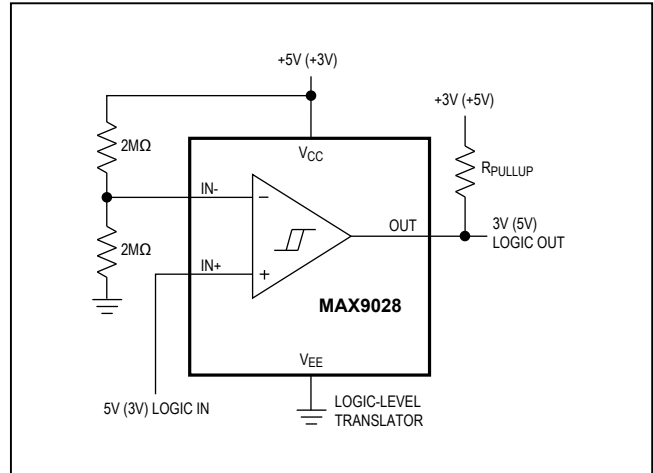 +5V (+3V)
+3V (+5V)
2MΩ
VCC
RPULLUP
IN-
−
OUT
3V (5V)
LOGIC OUT
2MΩ
IN+
+
MAX9028
VEE
5V (3V) LOGIC IN
LOGIC-LEVEL
TRANSLATOR